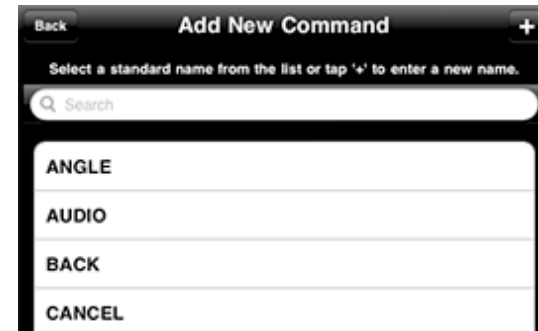 Back Add New Command +
Select a standard name from the list or tap '+' to enter a new name.
Search
ANGLE
AUDIO
BACK
CANCEL